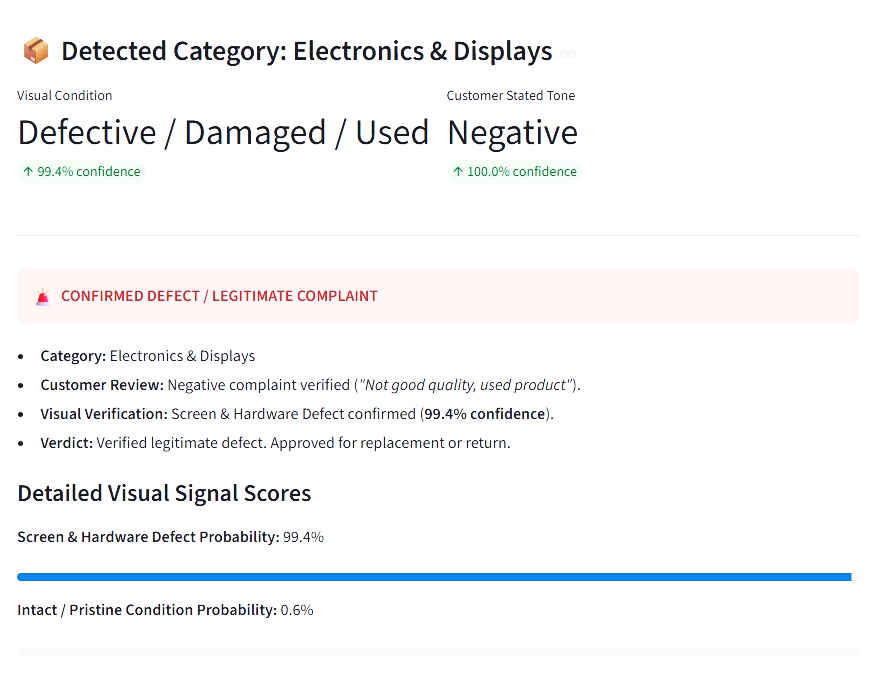 📦 Detected Category: Electronics & Displays
Visual Condition
Customer Stated Tone
Defective / Damaged / Used
Negative
↑ 99.4% confidence
↑ 100.0% confidence
🚨 CONFIRMED DEFECT / LEGITIMATE COMPLAINT
• Category: Electronics & Displays
• Customer Review: Negative complaint verified ("Not good quality, used product").
• Visual Verification: Screen & Hardware Defect confirmed (99.4% confidence).
• Verdict: Verified legitimate defect. Approved for replacement or return.
Detailed Visual Signal Scores
Screen & Hardware Defect Probability: 99.4%
Intact / Pristine Condition Probability: 0.6%